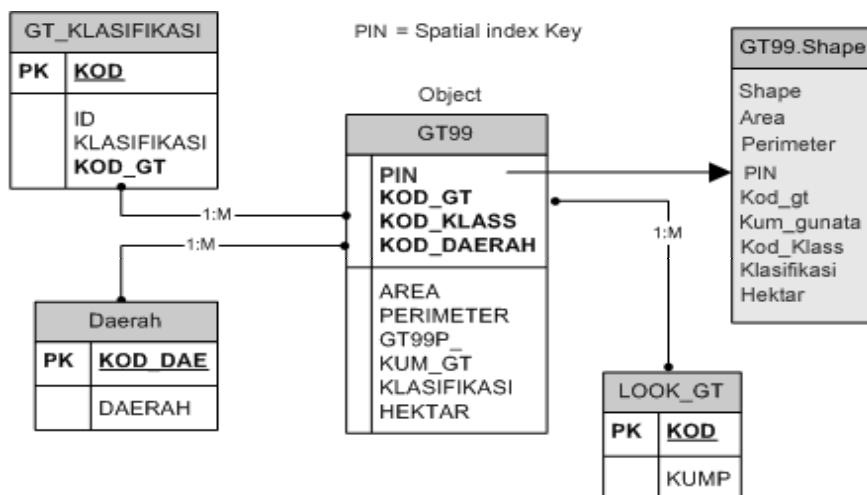 GT_KLASIFIKASI
PK KOD
ID
KLASIFIKASI
KOD_GT
PIN = Spatial index Key
Object
GT99
PIN
KOD_GT
KOD_KLASS
KOD_DAERAH
AREA
PERIMETER
GT99P_
KUM_GT
KLASIFIKASI
HEKTAR
GT99.Shape
Shape
Area
Perimeter
PIN
Kod_gt
Kum_gunata
Kod_Klass
Klasifikasi
Hektar
1:M
1:M
1:M
Daerah
PK KOD_DAE
DAERAH
LOOK_GT
PK KOD
KUMP